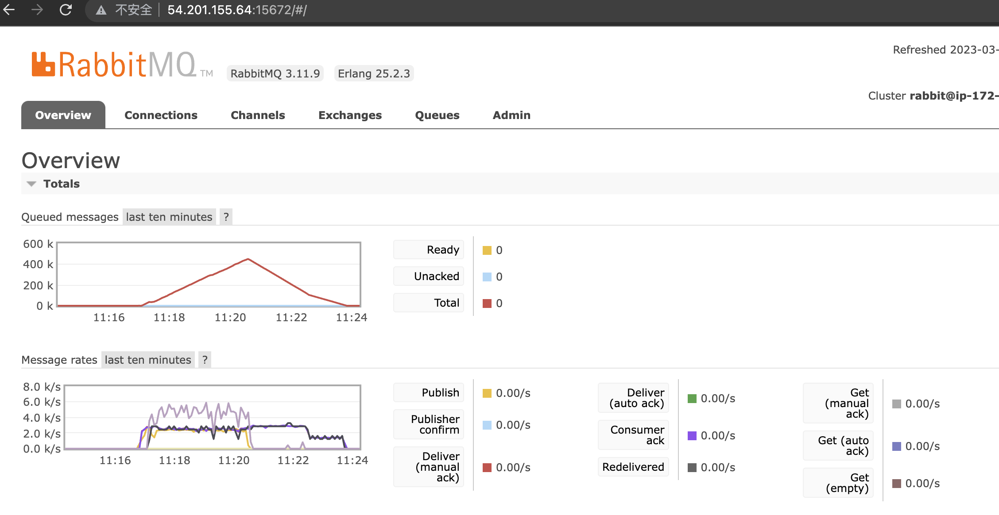 不安全 54.201.155.64:15672/#/
Refreshed 2023-03-
RabbitMQ TM RabbitMQ 3.11.9 Erlang 25.2.3
Cluster rabbit@ip-172-
Overview Connections Channels Exchanges Queues Admin
Overview
Totals
Queued messages last ten minutes ?
600 k
400 k
200 k
0 k
11:16 11:18 11:20 11:22 11:24
Ready 0
Unacked 0
Total 0
Message rates last ten minutes ?
8.0 k/s
6.0 k/s
4.0 k/s
2.0 k/s
0.0 k/s
11:16 11:18 11:20 11:22 11:24
Publish 0.00/s
Publisher
confirm 0.00/s
Deliver
(manual
ack) 0.00/s
Deliver
(auto ack) 0.00/s
Consumer
ack 0.00/s
Redelivered 0.00/s
Get
(manual
ack) 0.00/s
Get (auto
ack) 0.00/s
Get
(empty) 0.00/s